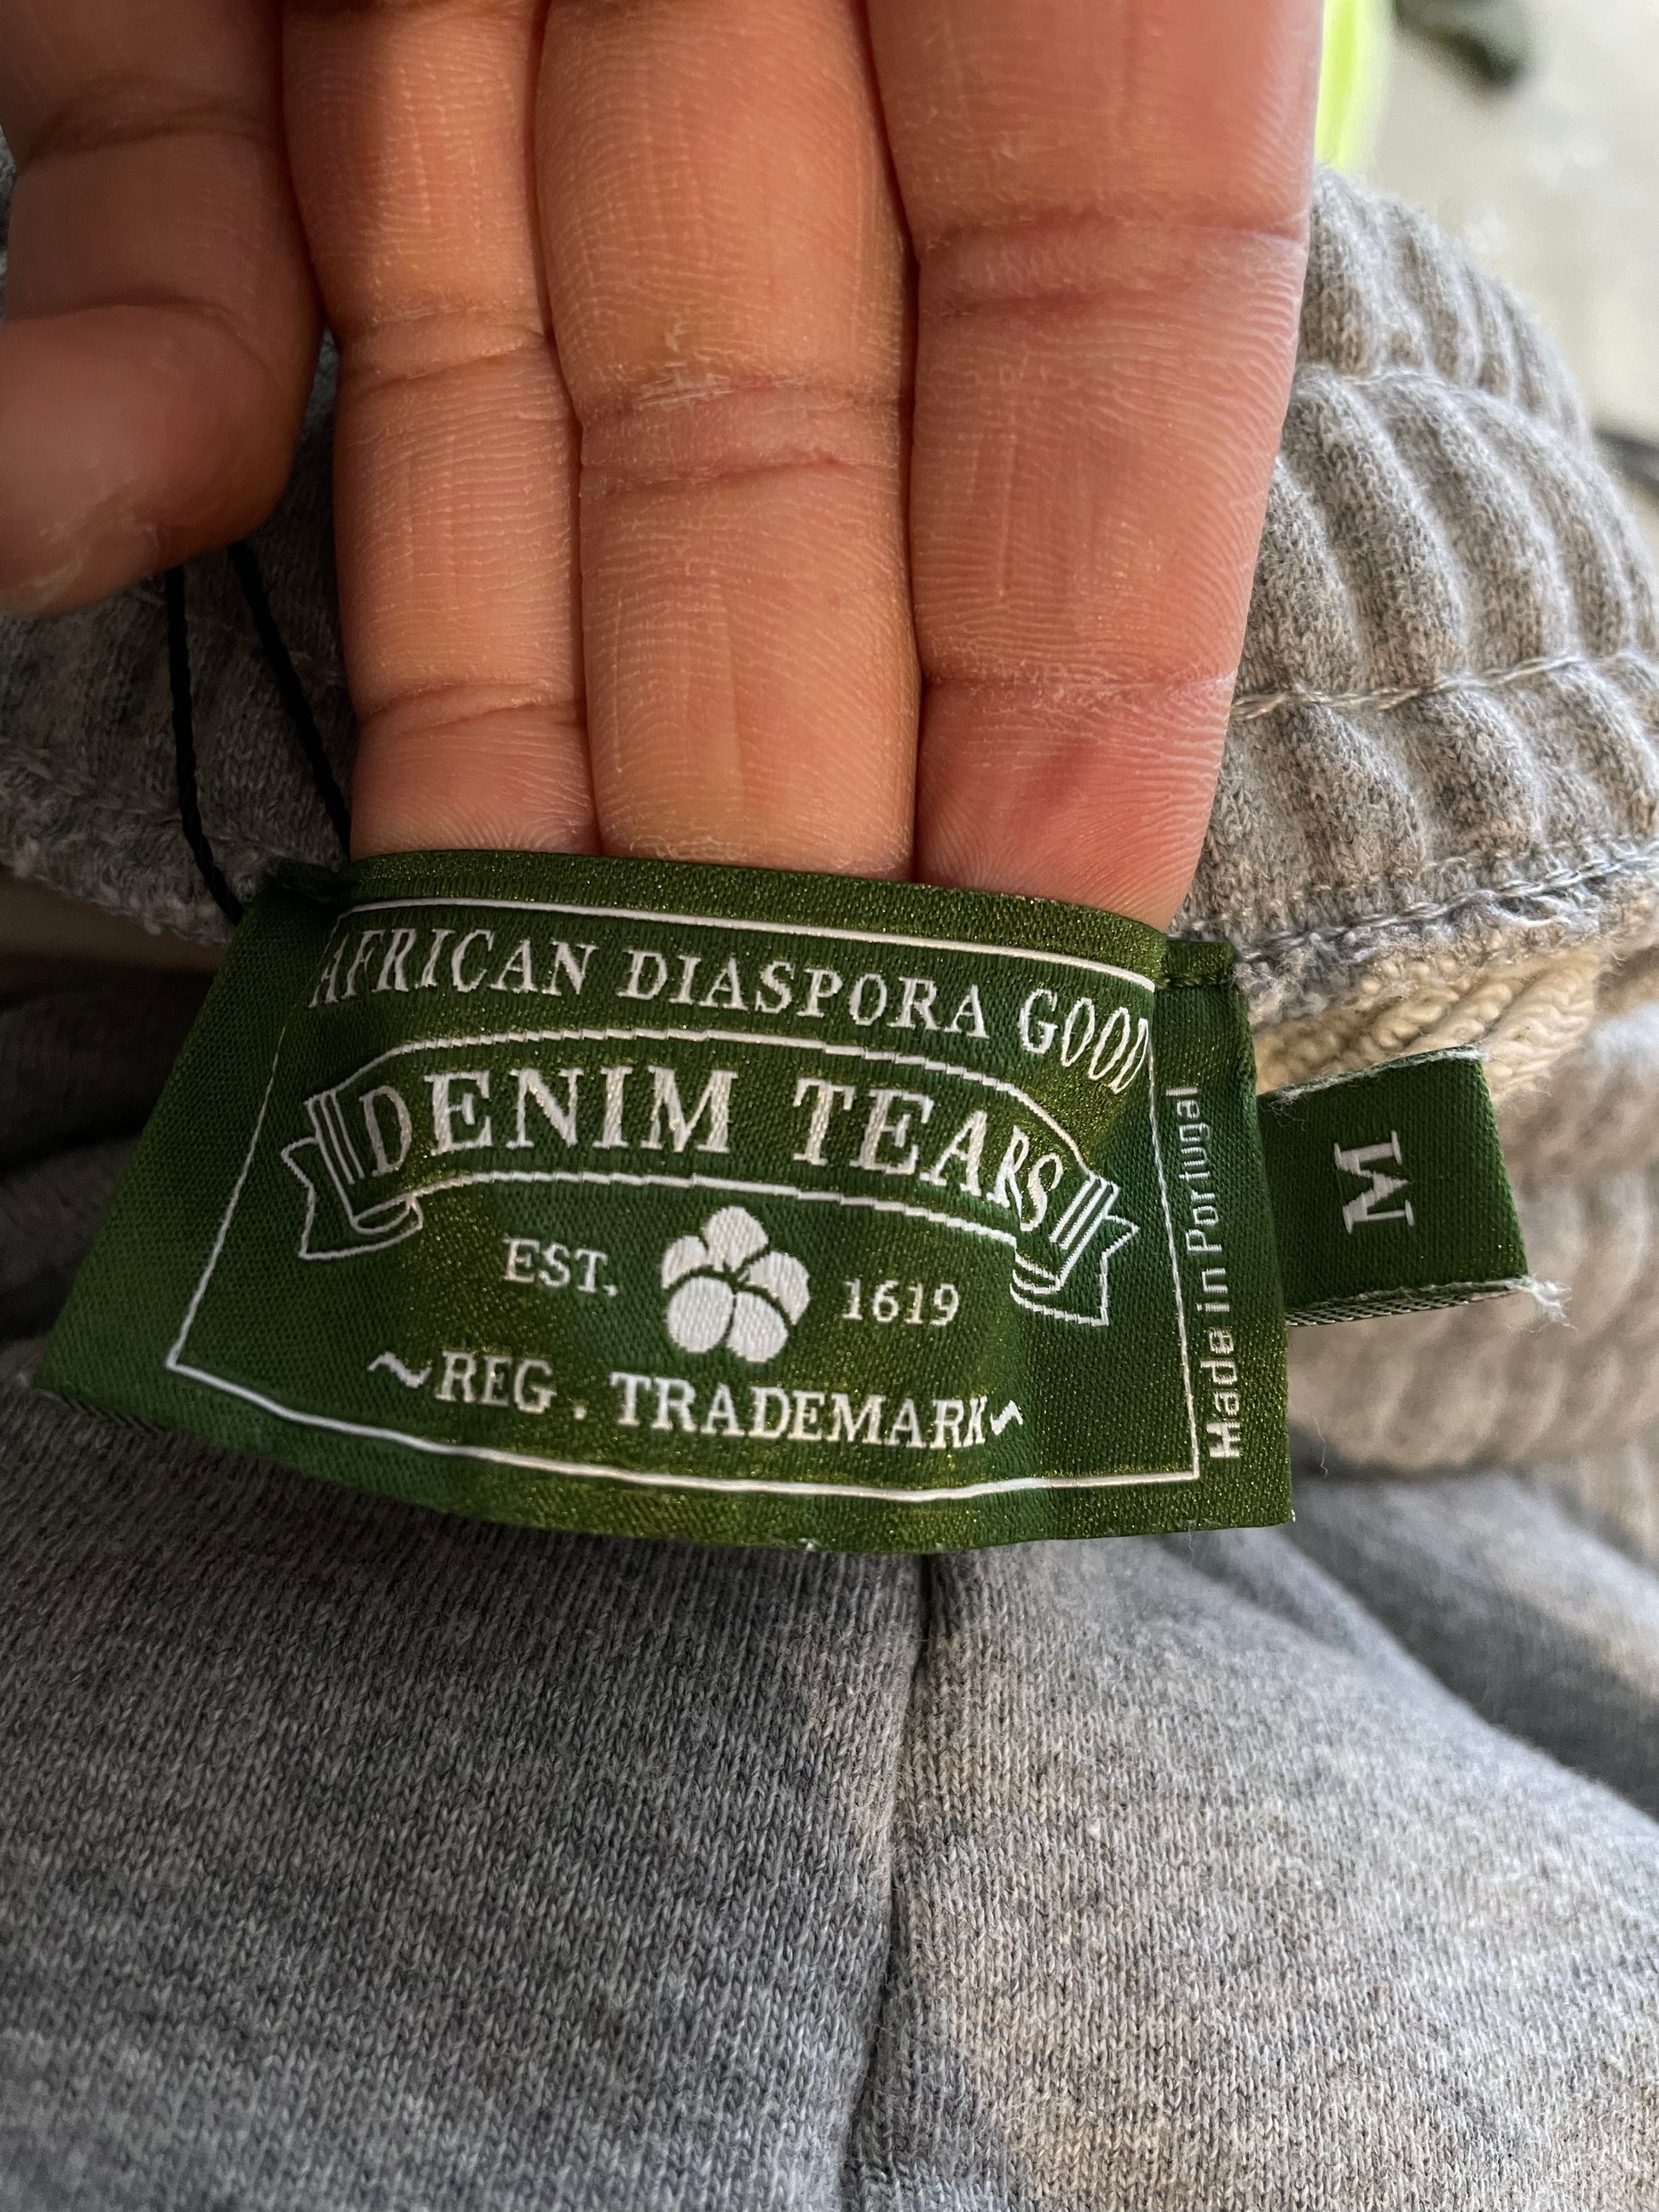 AFRICAN DIASPORA GOOD
DENIM TEARS
EST. 1619
~REG . TRADEMARK~
Made in Portugal
M